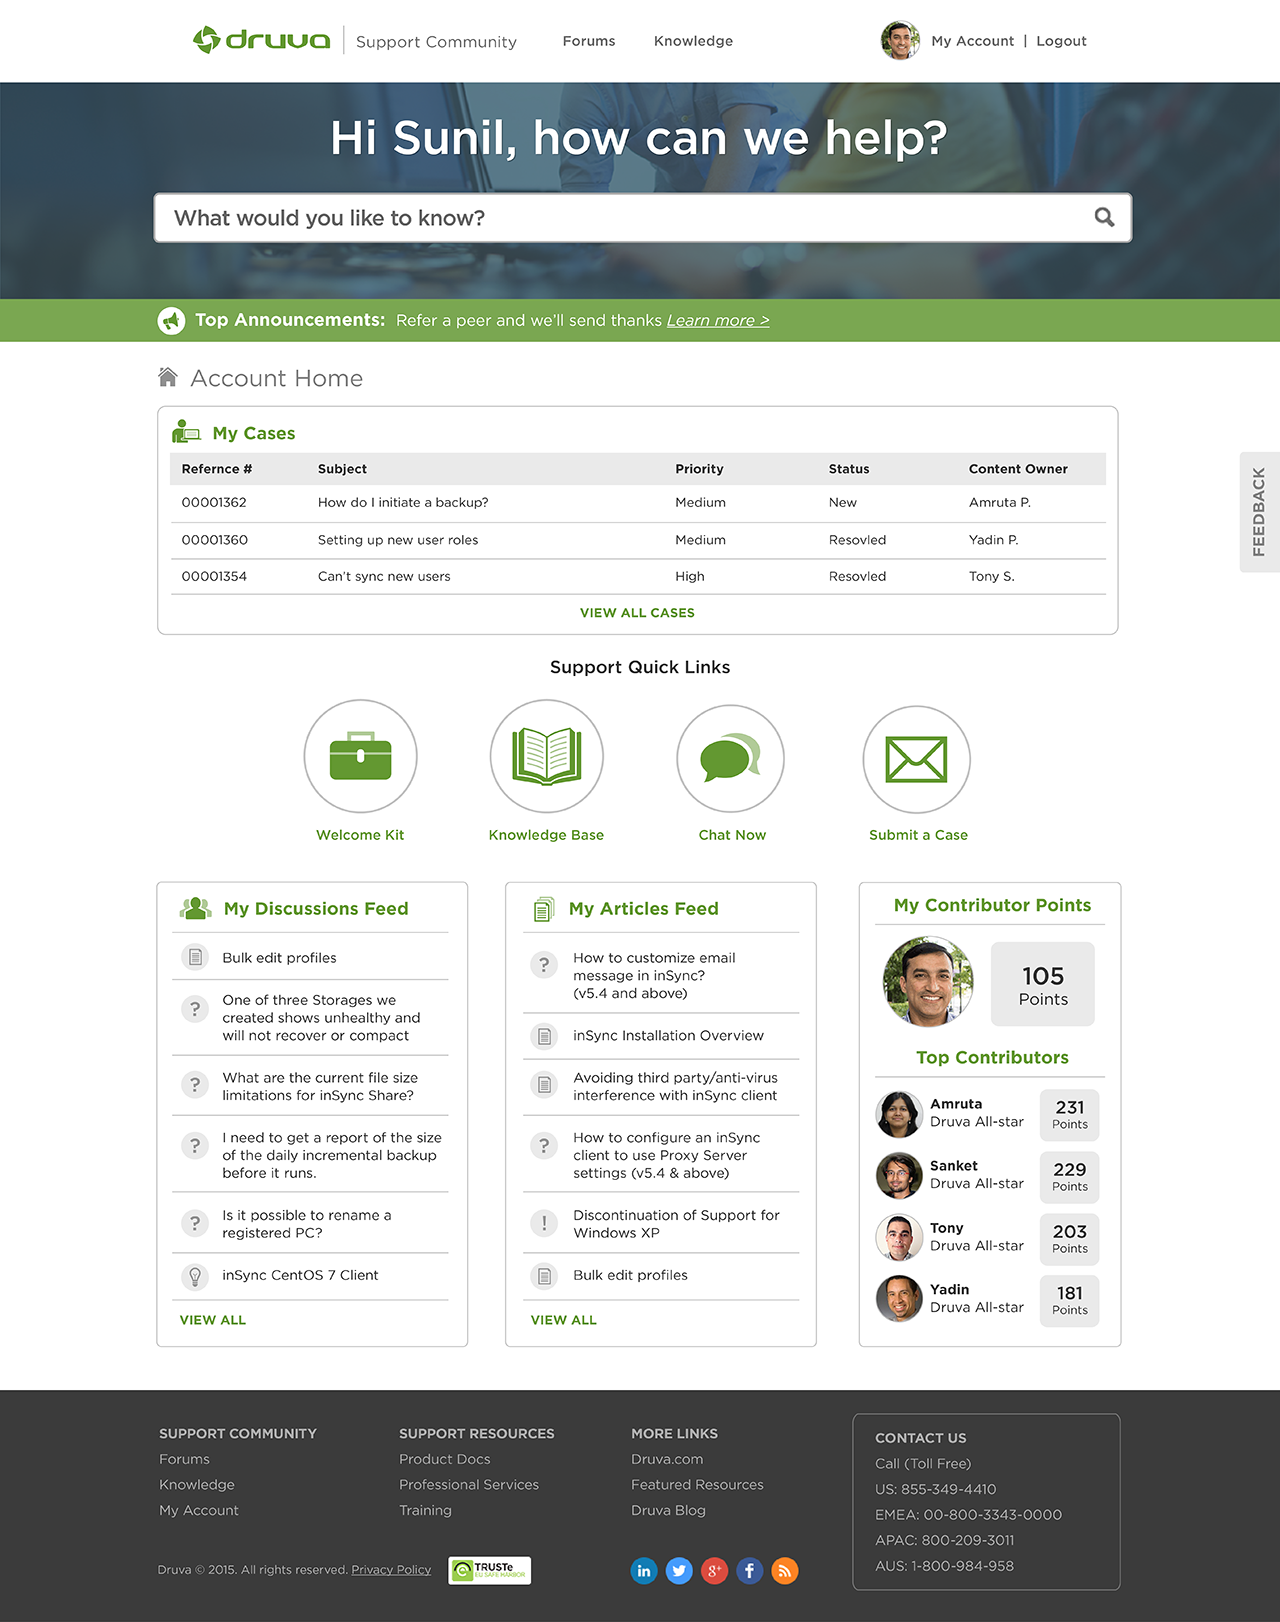 druva | Support Community
Forums
Knowledge
My Account | Logout
Hi Sunil, how can we help?
What would you like to know?
Top Announcements: Refer a peer and we'll send thanks Learn more >
Account Home
My Cases
Refernce # Subject Priority Status Content Owner
00001362 How do I initiate a backup? Medium New Amruta P.
00001360 Setting up new user roles Medium Resovled Yadin P.
00001354 Can't sync new users High Resovled Tony S.
VIEW ALL CASES
FEEDBACK
Support Quick Links
Welcome Kit
Knowledge Base
Chat Now
Submit a Case
My Discussions Feed
Bulk edit profiles
? One of three Storages we
created shows unhealthy and
will not recover or compact
? What are the current file size
limitations for inSync Share?
? I need to get a report of the size
of the daily incremental backup
before it runs.
? Is it possible to rename a
registered PC?
inSync CentOS 7 Client
VIEW ALL
My Articles Feed
? How to customize email
message in inSync?
(v5.4 and above)
inSync Installation Overview
Avoiding third party/anti-virus
interference with inSync client
? How to configure an inSync
client to use Proxy Server
settings (v5.4 & above)
! Discontinuation of Support for
Windows XP
Bulk edit profiles
VIEW ALL
My Contributor Points
105
Points
Top Contributors
Amruta
Druva All-star
231
Points
Sanket
Druva All-star
229
Points
Tony
Druva All-star
203
Points
Yadin
Druva All-star
181
Points
SUPPORT COMMUNITY
Forums
Knowledge
My Account
SUPPORT RESOURCES
Product Docs
Professional Services
Training
MORE LINKS
Druva.com
Featured Resources
Druva Blog
CONTACT US
Call (Toll Free)
US: 855-349-4410
EMEA: 00-800-3343-0000
APAC: 800-209-3011
AUS: 1-800-984-958
Druva © 2015. All rights reserved. Privacy Policy
TRUSTe
EU SAFE HARBOR
in
g+
f